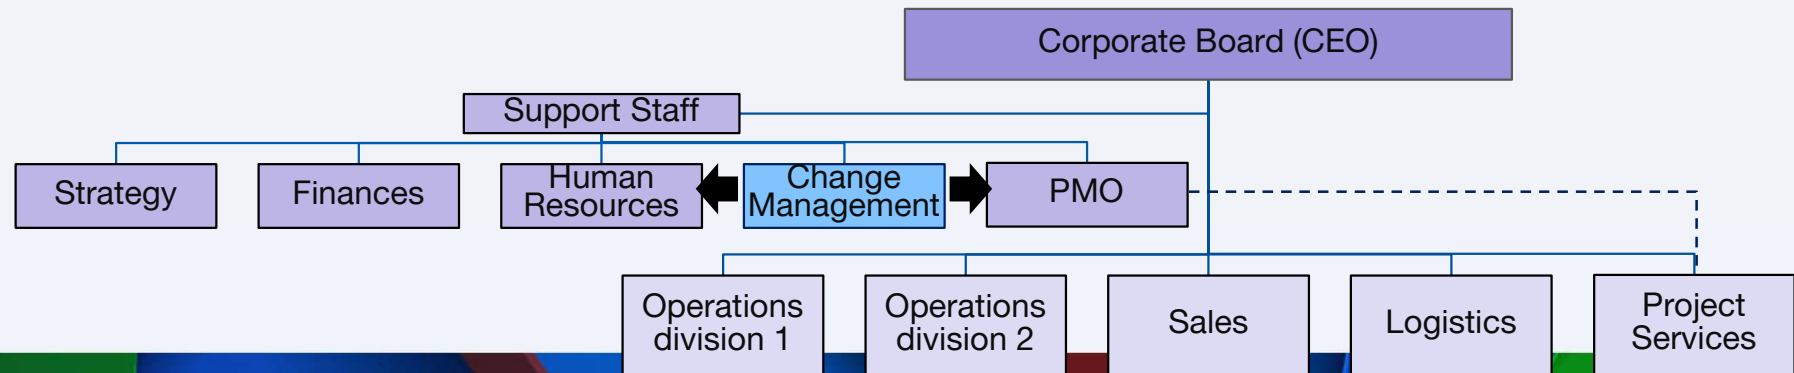 Corporate Board (CEO)
Support Staff
Strategy
Finances
Human
Resources
Change
Management
PMO
Operations
division 1
Operations
division 2
Sales
Logistics
Project
Services